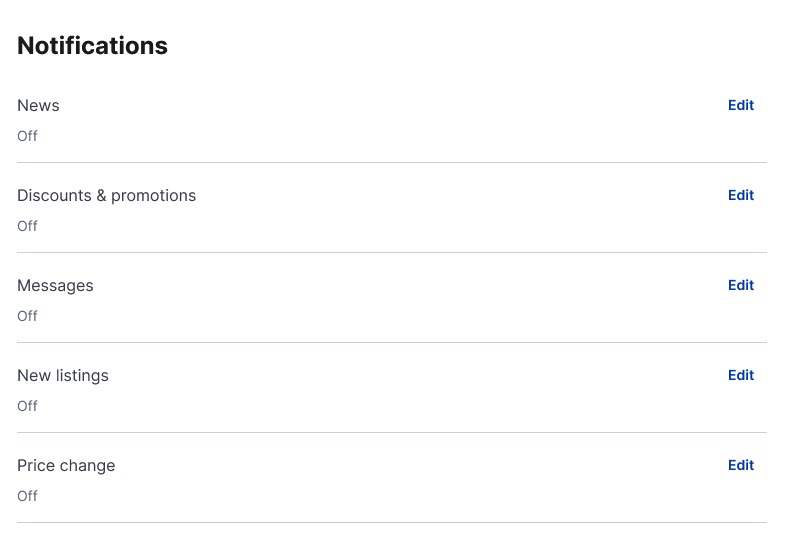 Notifications
News
Edit
Off
Discounts & promotions
Edit
Off
Messages
Edit
Off
New listings
Edit
Off
Price change
Edit
Off